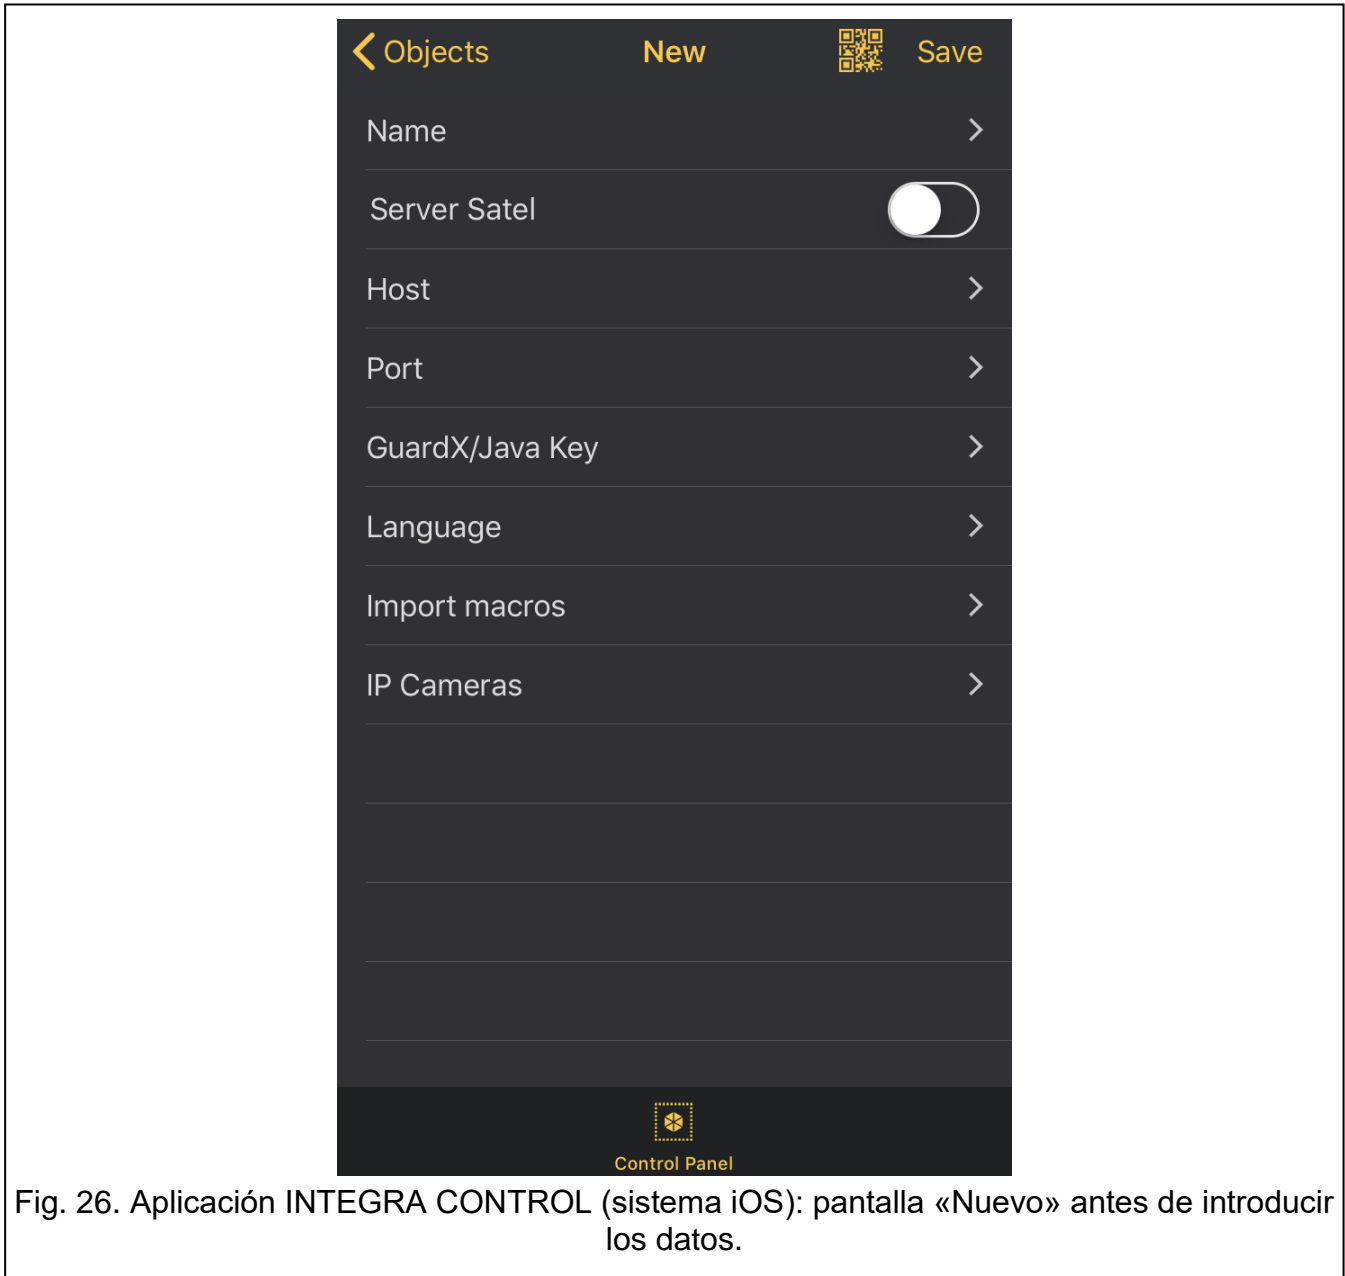 Objects New Save
Name
Server Satel
Host
Port
GuardX/Java Key
Language
Import macros
IP Cameras
Control Panel
Fig. 26. Aplicación INTEGRA CONTROL (sistema iOS): pantalla «Nuevo» antes de introducir
los datos.